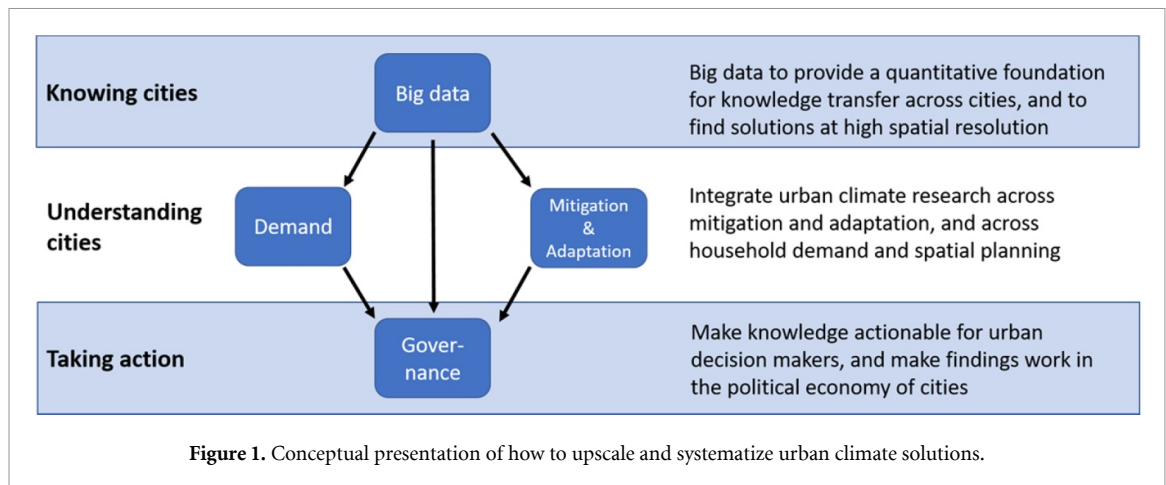 Knowing cities
Big data
Big data to provide a quantitative foundation
for knowledge transfer across cities, and to
find solutions at high spatial resolution
Understanding
cities
Demand
Mitigation
&
Adaptation
Integrate urban climate research across
mitigation and adaptation, and across
household demand and spatial planning
Taking action
Gover-
nance
Make knowledge actionable for urban
decision makers, and make findings work in
the political economy of cities
Figure 1. Conceptual presentation of how to upscale and systematize urban climate solutions.